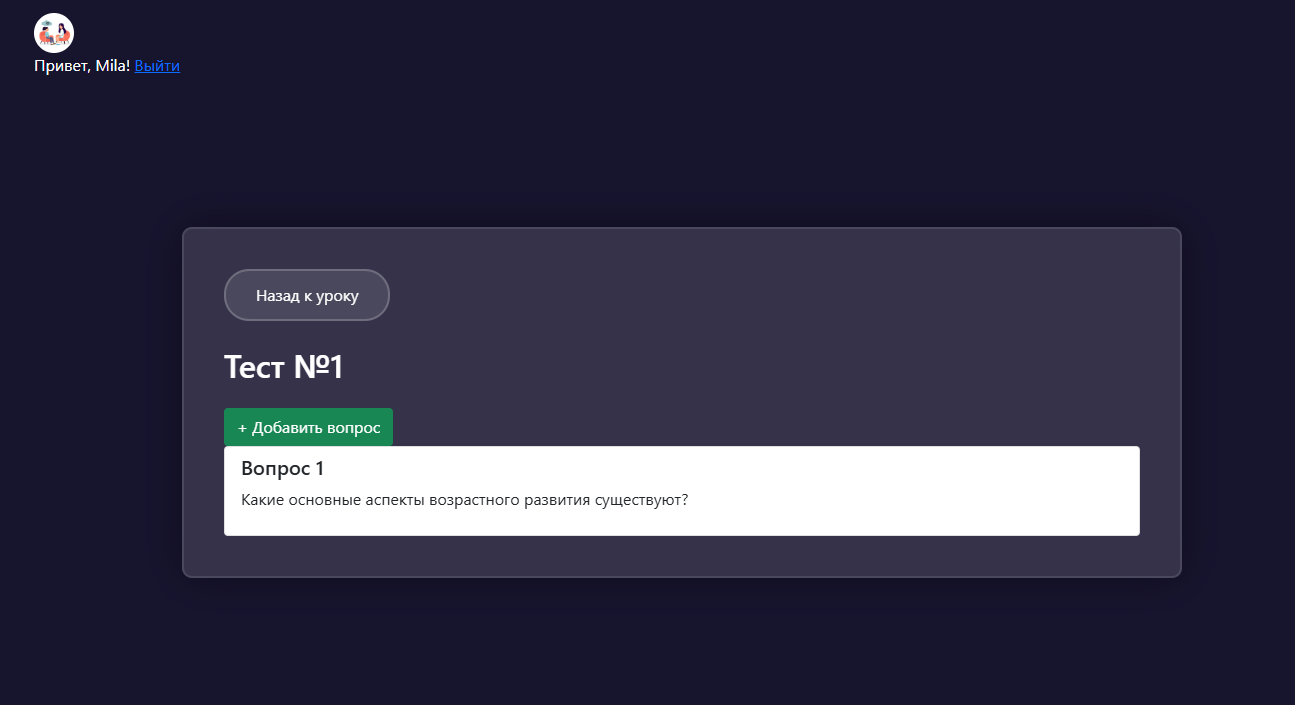 Привет, Mila! Выйти
Назад к уроку
Тест №1
+ Добавить вопрос
Вопрос 1
Какие основные аспекты возрастного развития существуют?